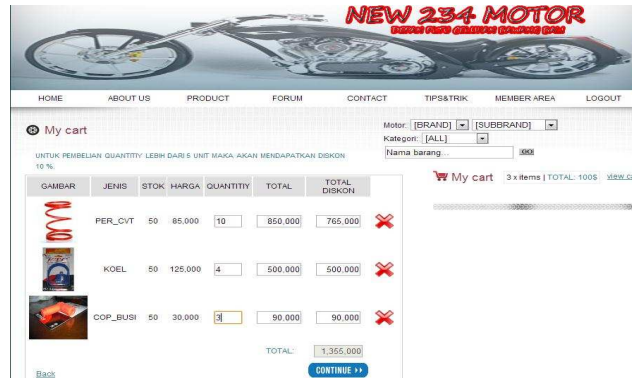 NEW 234 MOTOR
HOME ABOUT US PRODUCT FORUM CONTACT TIPS&TRIK MEMBER AREA LOGOUT
My cart
Motor: [BRAND] [SUBBRAND]
Kategori: [ALL]
Nama barang... GO
UNTUK PEMBELIAN QUANTITIY LEBIH DARI 5 UNIT MAKA AKAN MENDAPATKAN DISKON
10 %.
My cart 3 x items | TOTAL: 100$ view
GAMBAR JENIS STOK HARGA QUANTITIY TOTAL TOTAL DISKON
PER_CVT 50 85,000 10 850,000 765,000
KOEL 50 125,000 4 500,000 500,000
COP_BUSI 50 30,000 3 90,000 90,000
TOTAL: 1,355,000
Back CONTINUE